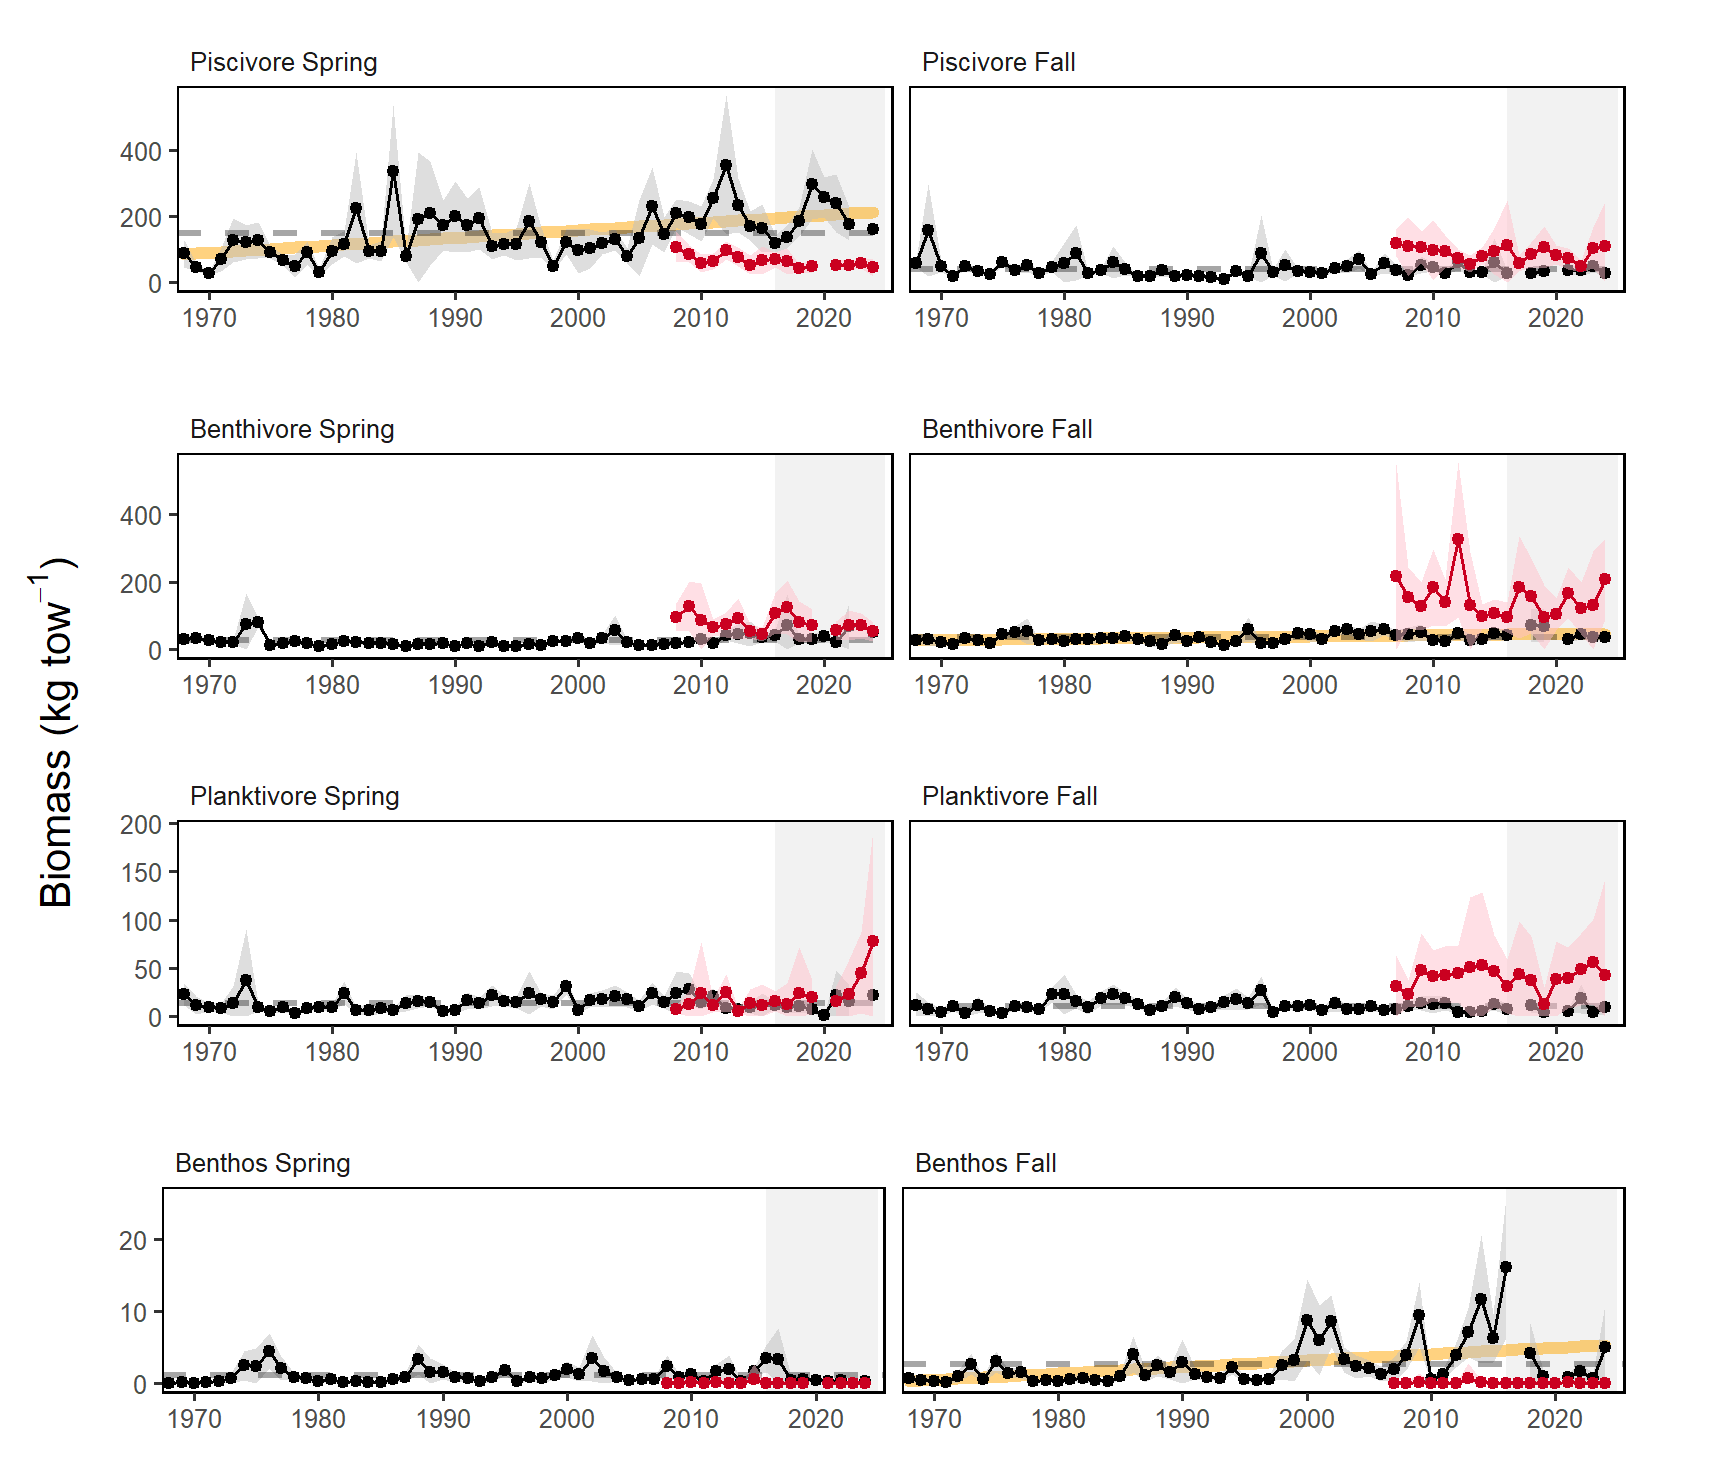 Piscivore Spring
Piscivore Fall
400
200
0
1970 1980 1990 2000 2010 2020
1970 1980 1990 2000 2010 2020
Benthivore Spring
Benthivore Fall
400
200
0
1970 1980 1990 2000 2010 2020
1970 1980 1990 2000 2010 2020
Biomass (kg tow⁻¹)
Planktivore Spring
Planktivore Fall
200
150
100
50
0
1970 1980 1990 2000 2010 2020
1970 1980 1990 2000 2010 2020
Benthos Spring
Benthos Fall
20
10
0
1970 1980 1990 2000 2010 2020
1970 1980 1990 2000 2010 2020